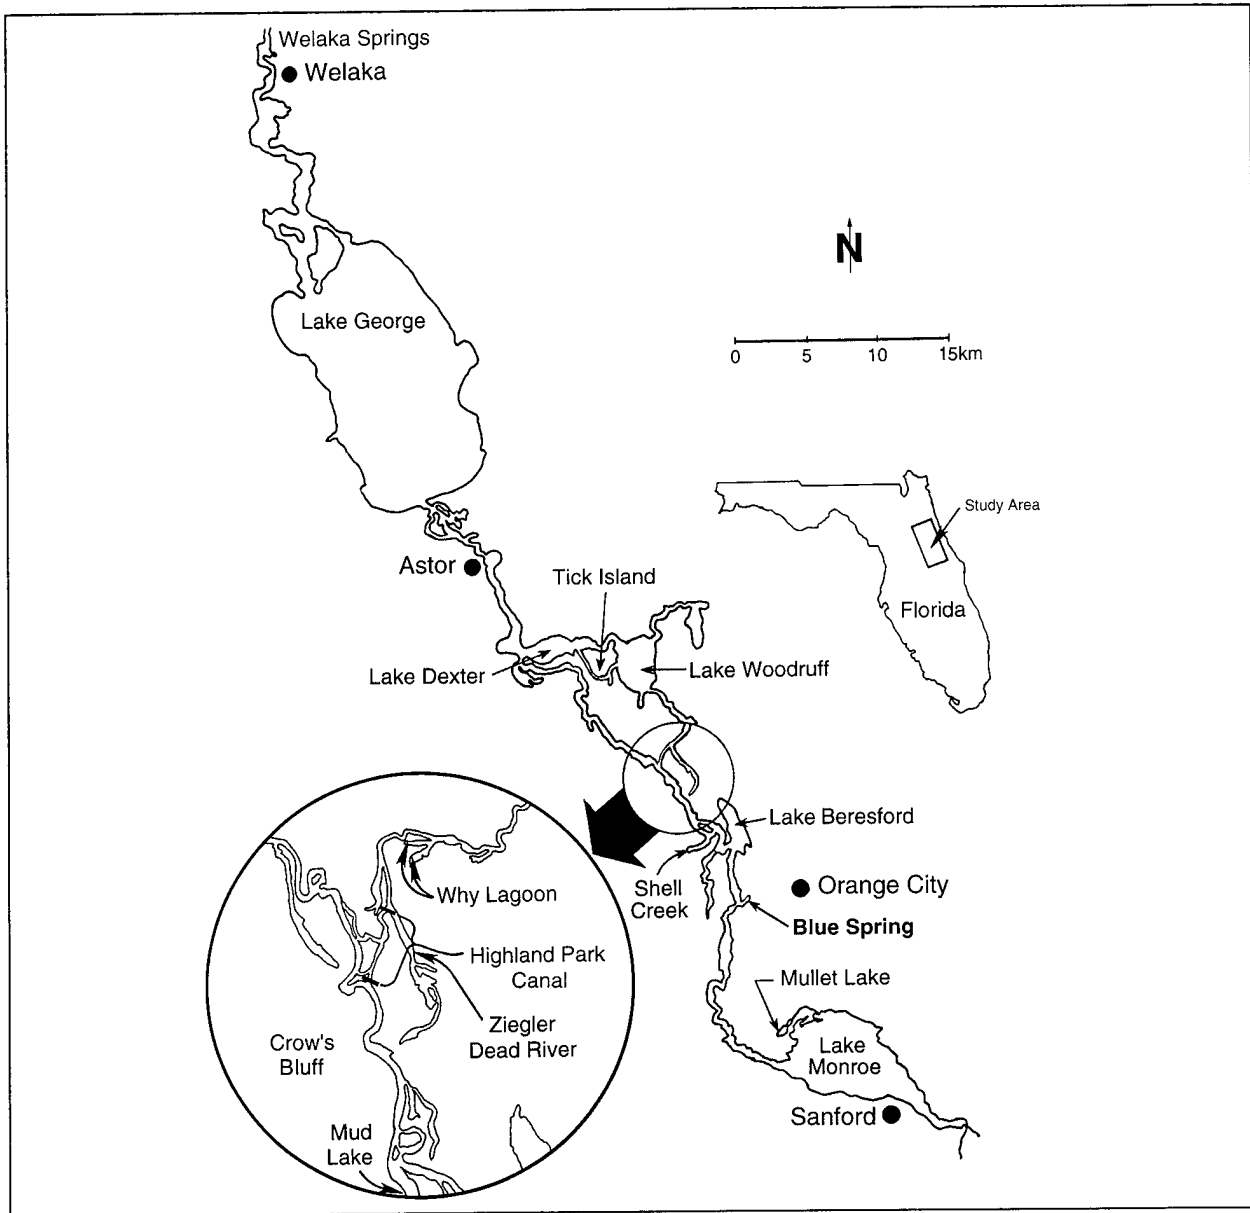 Welaka Springs
Welaka
N
Lake George
0 5 10 15km
Study Area
Astor
Tick Island
Florida
Lake Dexter
Lake Woodruff
Lake Beresford
Shell
Creek
Orange City
Blue Spring
Why Lagoon
Highland Park
Canal
Mullet Lake
Ziegler
Dead River
Crow's
Bluff
Lake
Monroe
Sanford
Mud
Lake